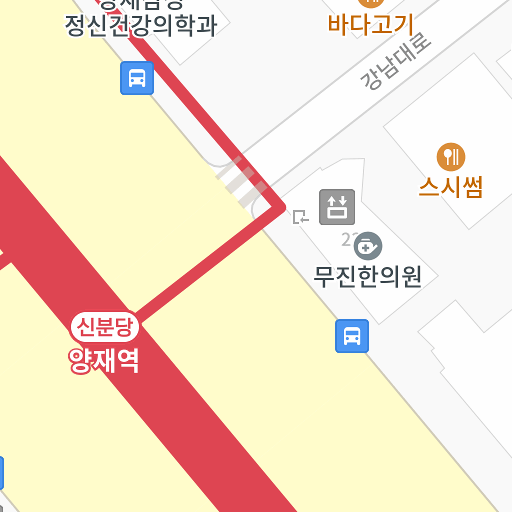 정신건강의학과
바다고기
강남대로
스시썸
무진한의원
신분당
양재역